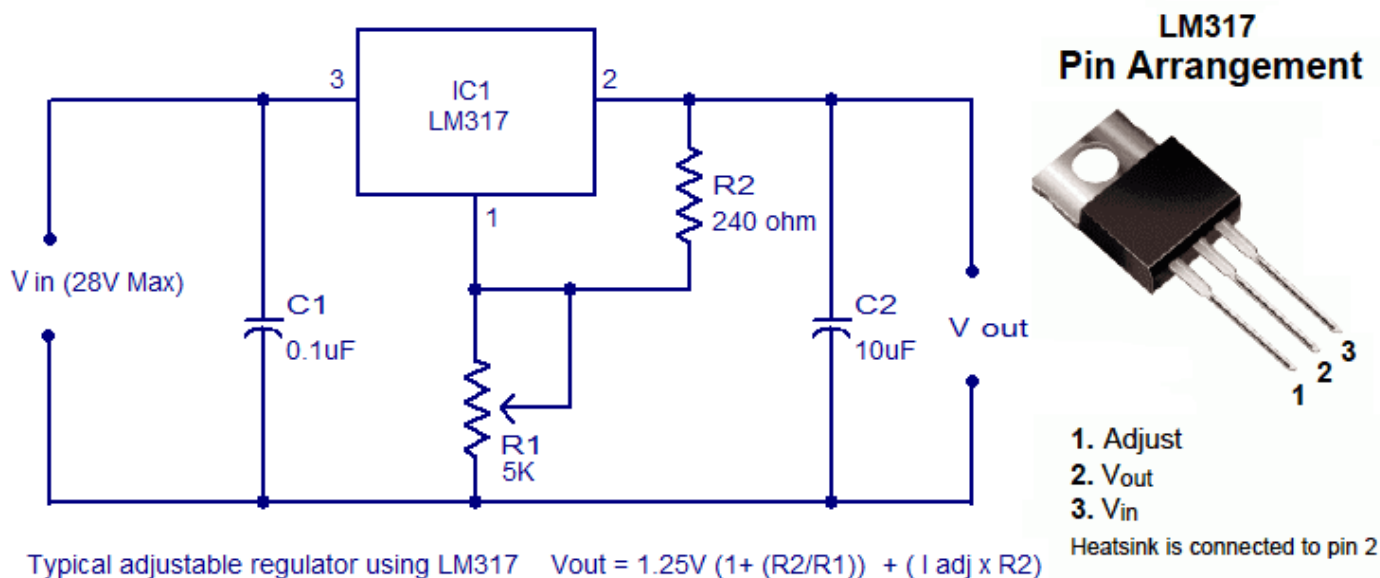 LM317
Pin Arrangement
3
IC1
LM317
2
1
R2
240 ohm
V in (28V Max)
C1
0.1uF
R1
5K
C2
10uF
V out
3
2
1
1. Adjust
2. Vout
3. Vin
Heatsink is connected to pin 2
Typical adjustable regulator using LM317 Vout = 1.25V (1+ (R2/R1)) + ( I adj x R2)